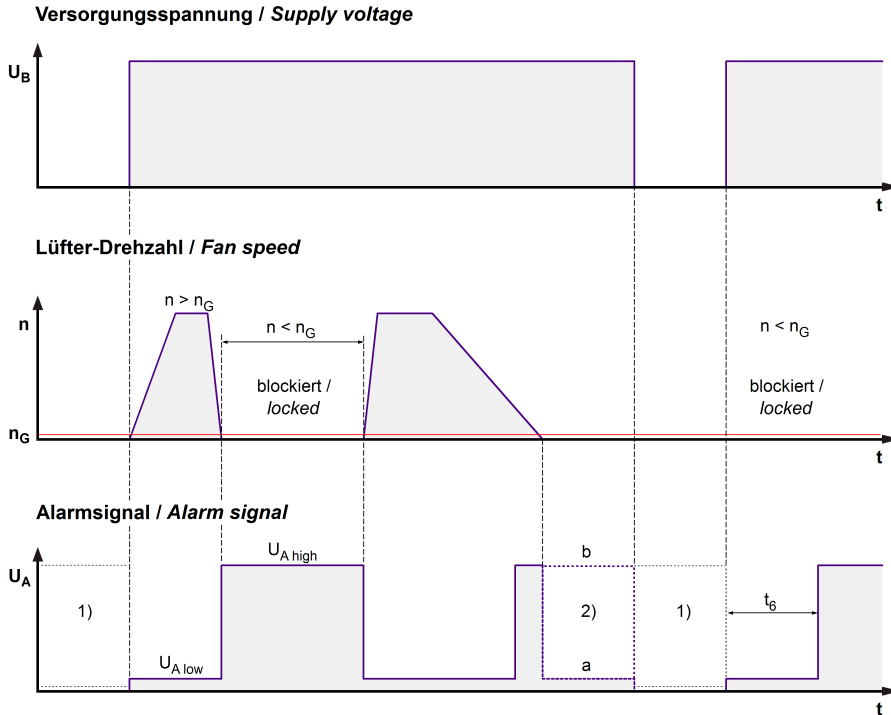 Versorgungsspannung / Supply voltage
U_B
t
Lüfter-Drehzahl / Fan speed
n > n_G
n
n < n_G
n < n_G
blockiert /
locked
blockiert /
locked
n_G
t
Alarmsignal / Alarm signal
U_A high
b
U_A
1)
2)
1)
t_6
U_A low
a
t